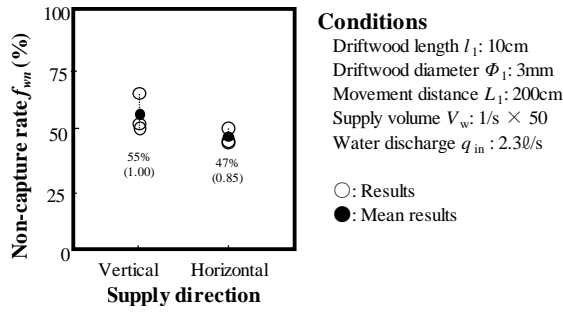 Non-capture rate f_wn (%)
100
75
50
25
0
55%
(1.00)
47%
(0.85)
Vertical
Horizontal
Supply direction
Conditions
Driftwood length l₁: 10cm
Driftwood diameter Φ₁: 3mm
Movement distance L₁: 200cm
Supply volume V_w: 1/s × 50
Water discharge q_in : 2.3ℓ/s
○: Results
●: Mean results